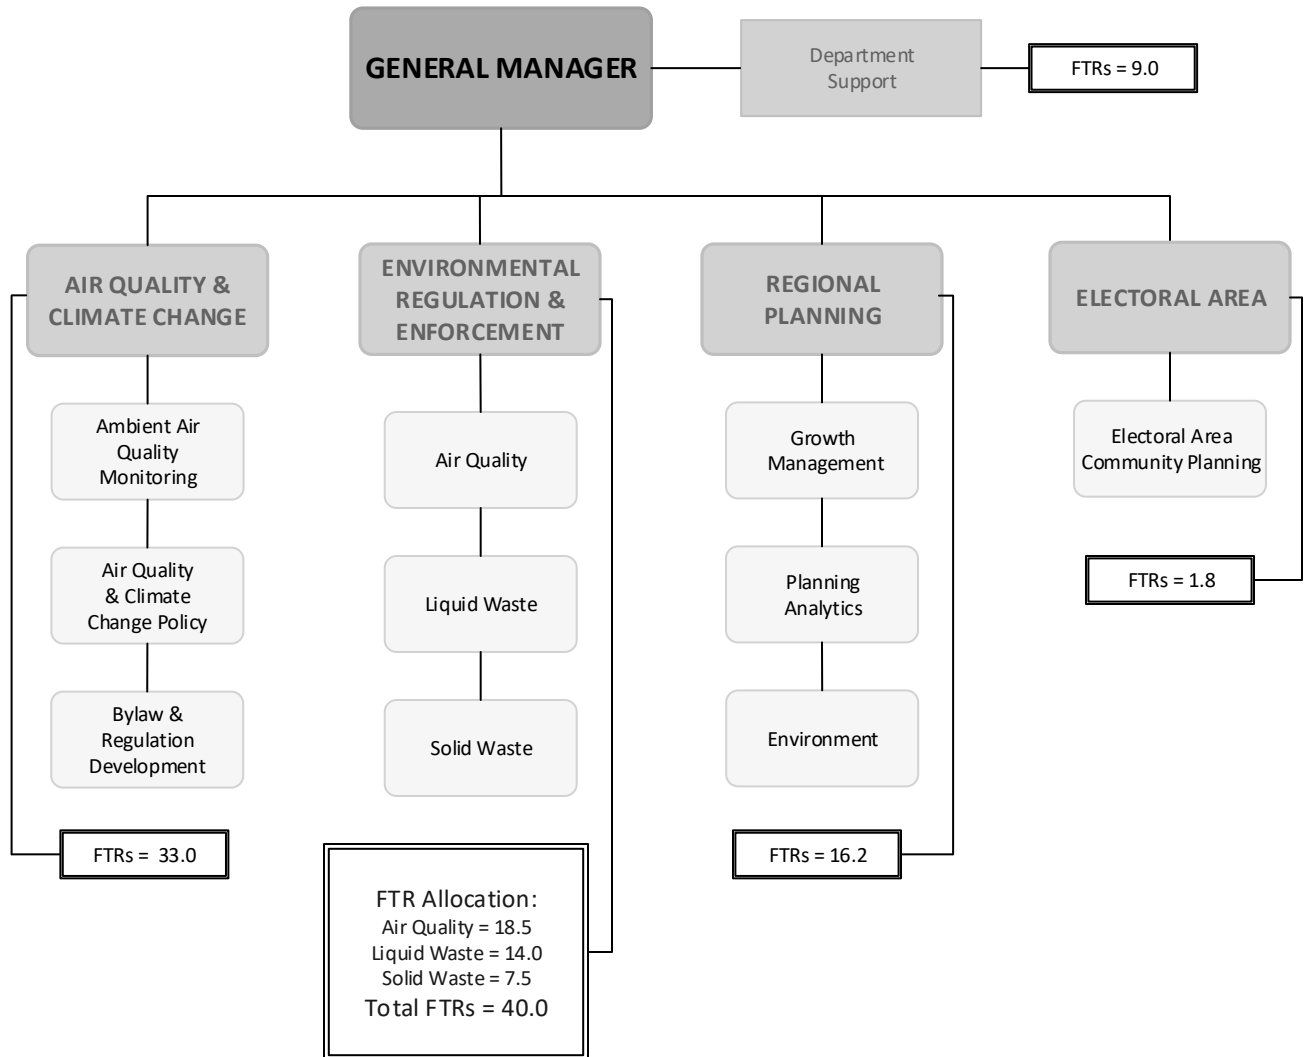 GENERAL MANAGER
Department
Support
FTRs = 9.0
AIR QUALITY &
CLIMATE CHANGE
ENVIRONMENTAL
REGULATION &
ENFORCEMENT
REGIONAL
PLANNING
ELECTORAL AREA
Ambient Air
Quality
Monitoring
Air Quality
& Climate
Change Policy
Bylaw &
Regulation
Development
FTRs =  33.0
Air Quality
Liquid Waste
Solid Waste
FTR Allocation:
Air Quality = 18.5
Liquid Waste = 14.0
Solid Waste = 7.5
Total FTRs = 40.0
Growth
Management
Planning
Analytics
Environment
FTRs = 16.2
Electoral Area
Community Planning
FTRs = 1.8